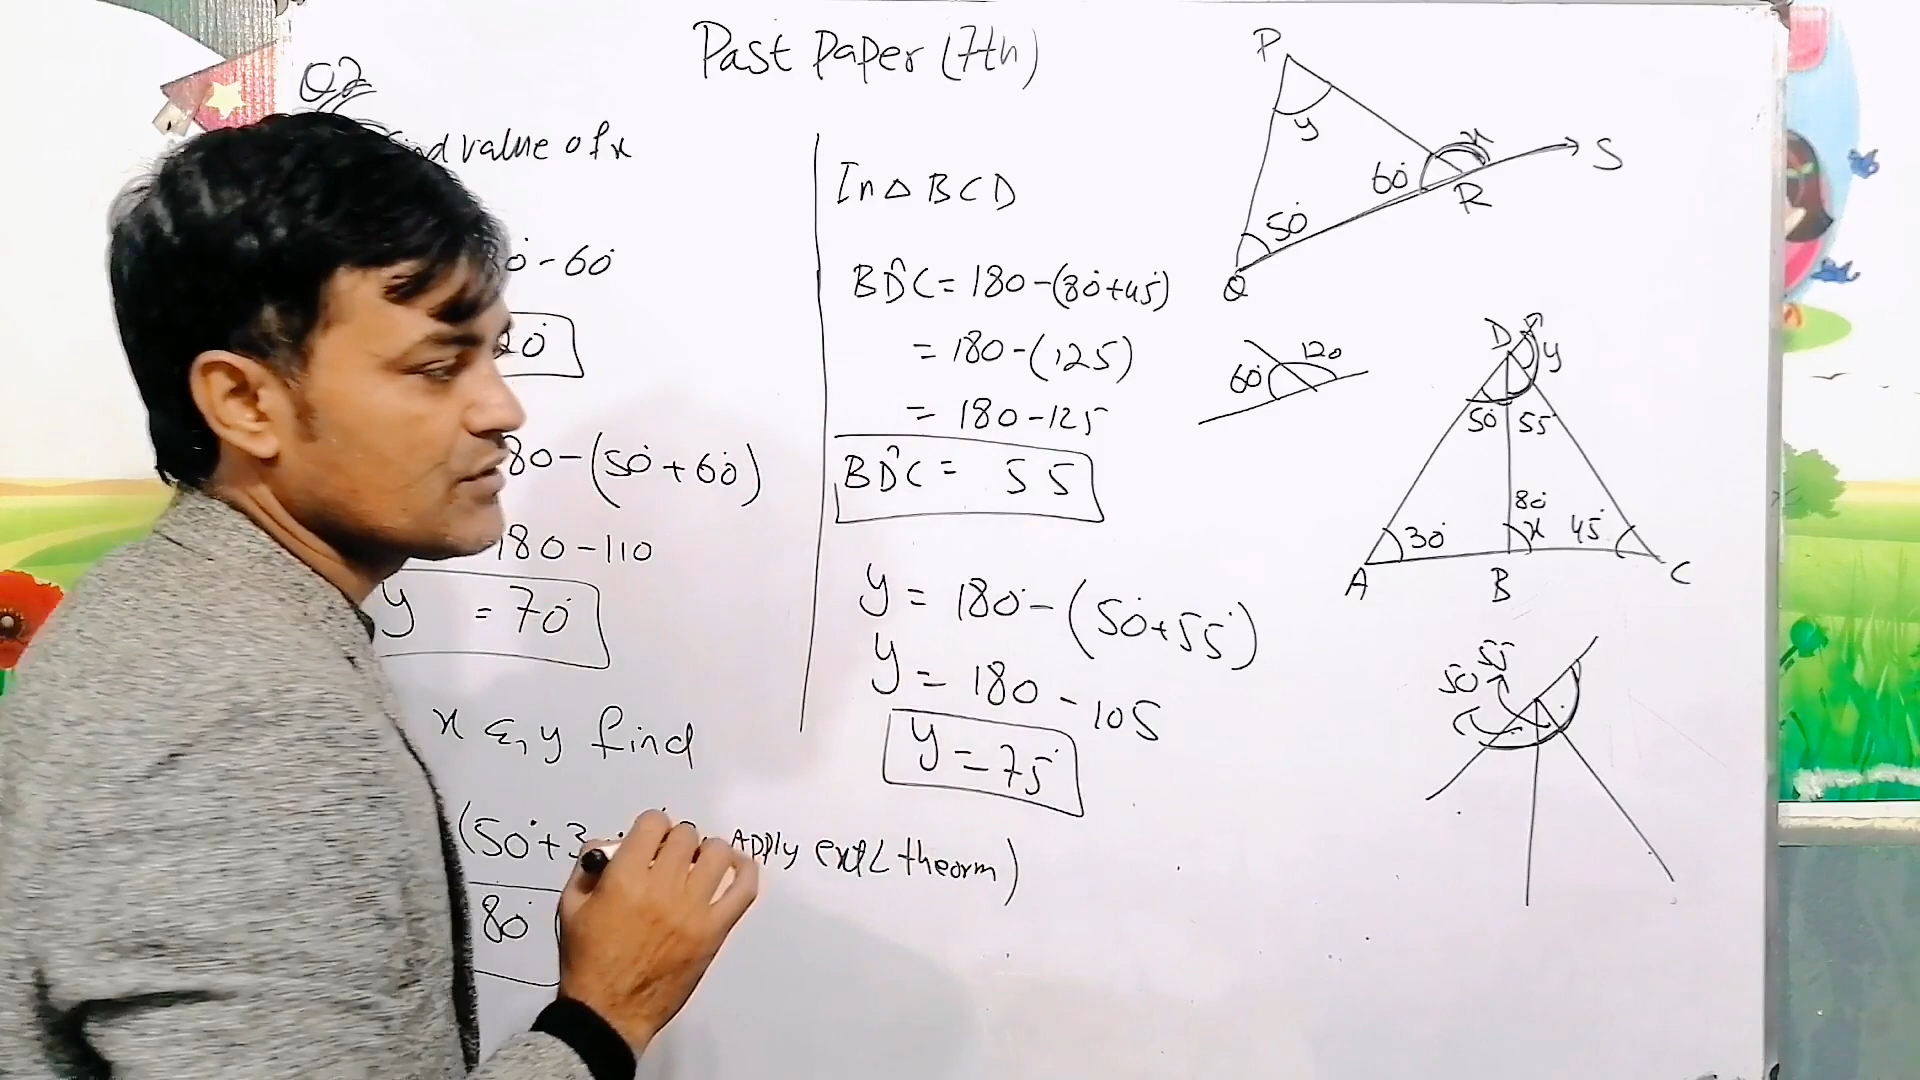 Past Paper (7th)
Q2
find value of x
0° - 60°
20°
80 - (50° + 60°)
180 - 110
y = 70°
x & y find
(50° + 3
Apply ext < theorm)
80°
In △ BCD
BD̂C = 180 - (80° + 45°)
= 180 - (125)
= 180 - 125
BD̂C = 55
y = 180° - (50° + 55°)
y = 180 - 105
y = 75°
P
y
x
S
60°
R
50°
Q
60°
120
D
y
50°
55
80°
30°
x
45°
A
B
C
55
50